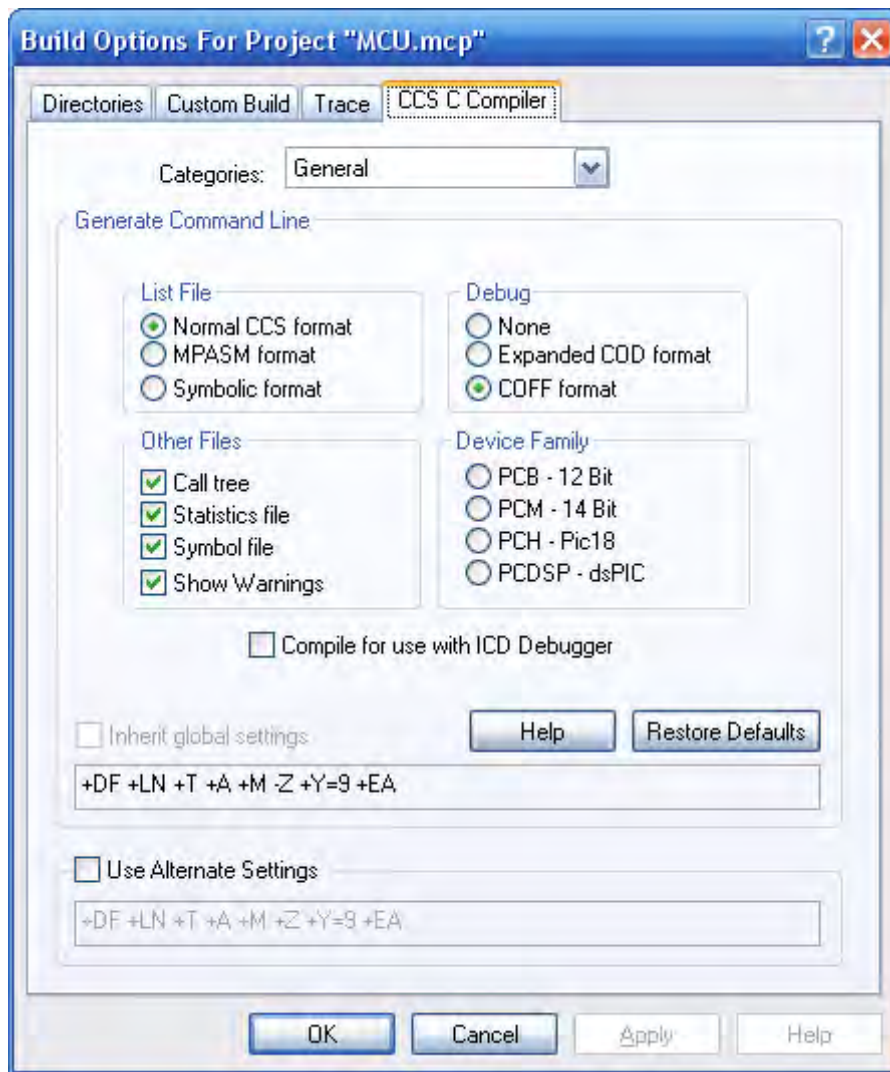 Build Options For Project "MCU.mcp"
Directories Custom Build Trace CCS C Compiler
Categories: General
Generate Command Line
List File
Normal CCS format
MPASM format
Symbolic format
Debug
None
Expanded COD format
COFF format
Other Files
Call tree
Statistics file
Symbol file
Show Warnings
Device Family
PCB - 12 Bit
PCM - 14 Bit
PCH - Pic18
PCDSP - dsPIC
Compile for use with ICD Debugger
Inherit global settings Help Restore Defaults
+DF +LN +T +A +M -Z +Y=9 +EA
Use Alternate Settings
+DF +LN +T +A +M +Z +Y=9 +EA
OK Cancel Apply Help